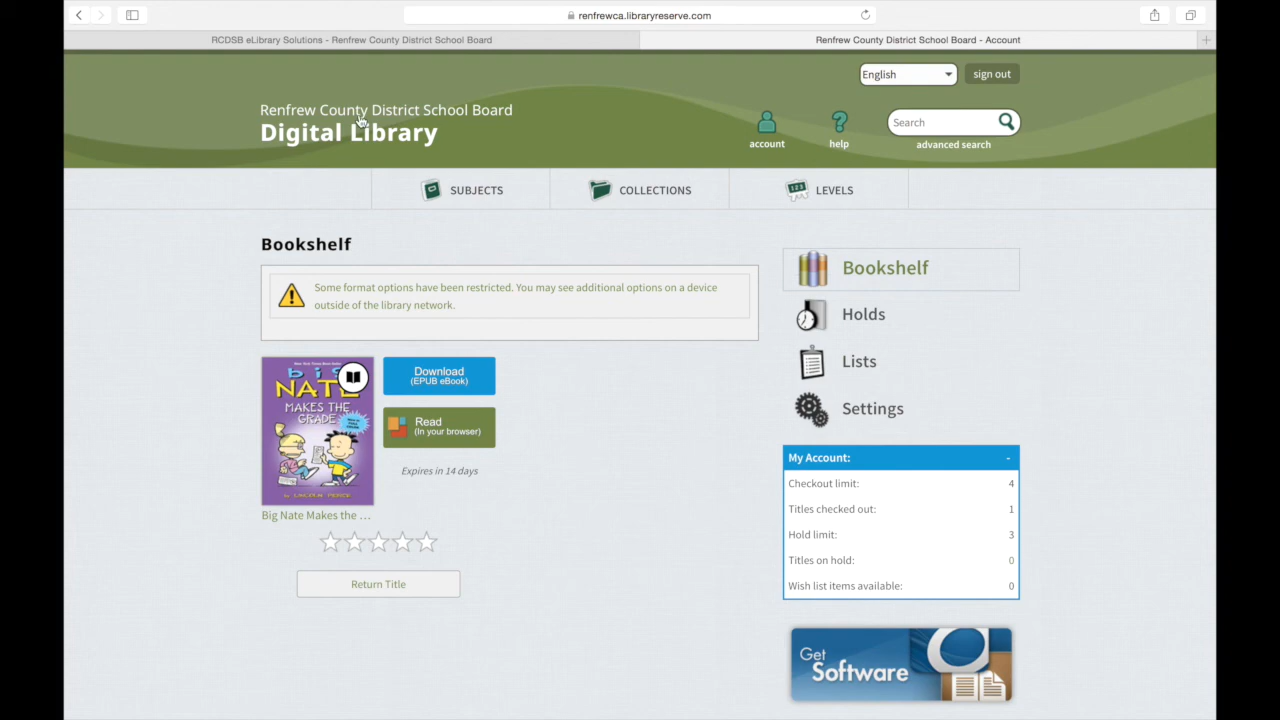 renfrewca.libraryreserve.com
RCDSB eLibrary Solutions - Renfrew County District School Board
Renfrew County District School Board - Account
English
sign out
Renfrew County District School Board
Digital Library
account
help
Search
advanced search
SUBJECTS
COLLECTIONS
LEVELS
Bookshelf
Some format options have been restricted. You may see additional options on a device
outside of the library network.
NATE
MAKES THE
GRADE
by LINCOLN PEIRCE
Download
(EPUB eBook)
Read
(In your browser)
Expires in 14 days
Big Nate Makes the ...
Return Title
Bookshelf
Holds
Lists
Settings
My Account: -
Checkout limit: 4
Titles checked out: 1
Hold limit: 3
Titles on hold: 0
Wish list items available: 0
Get
Software